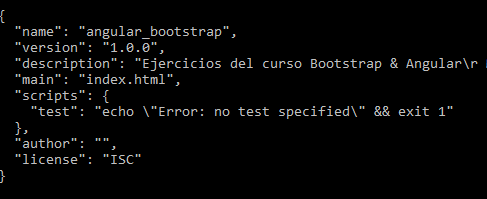 {
"name": "angular_bootstrap",
"version": "1.0.0",
"description": "Ejercicios del curso Bootstrap & Angular\r
"main": "index.html",
"scripts": {
"test": "echo \"Error: no test specified\" && exit 1"
},
"author": "",
"license": "ISC"
}